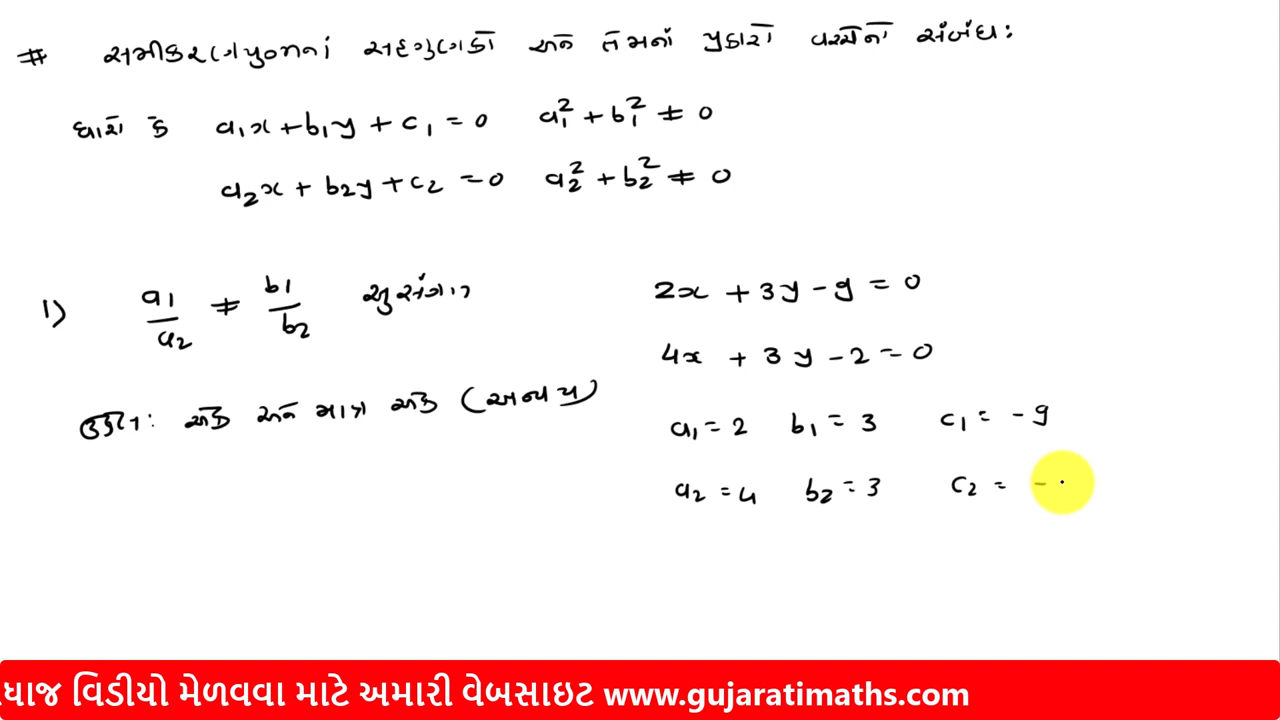 # સમીકરણયુગ્મનાં સહગુણકો અને તેમનાં પ્રકારો વચ્ચેનો સંબંધ:
ધારો કે a₁x + b₁y + c₁ = 0 a₁² + b₁² ≠ 0
a₂x + b₂y + c₂ = 0 a₂² + b₂² ≠ 0
1) a₁/a₂ ≠ b₁/b₂ સુસંગત
ઉકેલ: એક અને માત્ર એક (અનન્ય)
2x + 3y - 9 = 0
4x + 3y - 2 = 0
a₁ = 2 b₁ = 3 c₁ = - 9
a₂ = 4 b₂ = 3 c₂ = -
ધાજ વિડીયો મેળવવા માટે અમારી વેબસાઇટ www.gujaratimaths.com